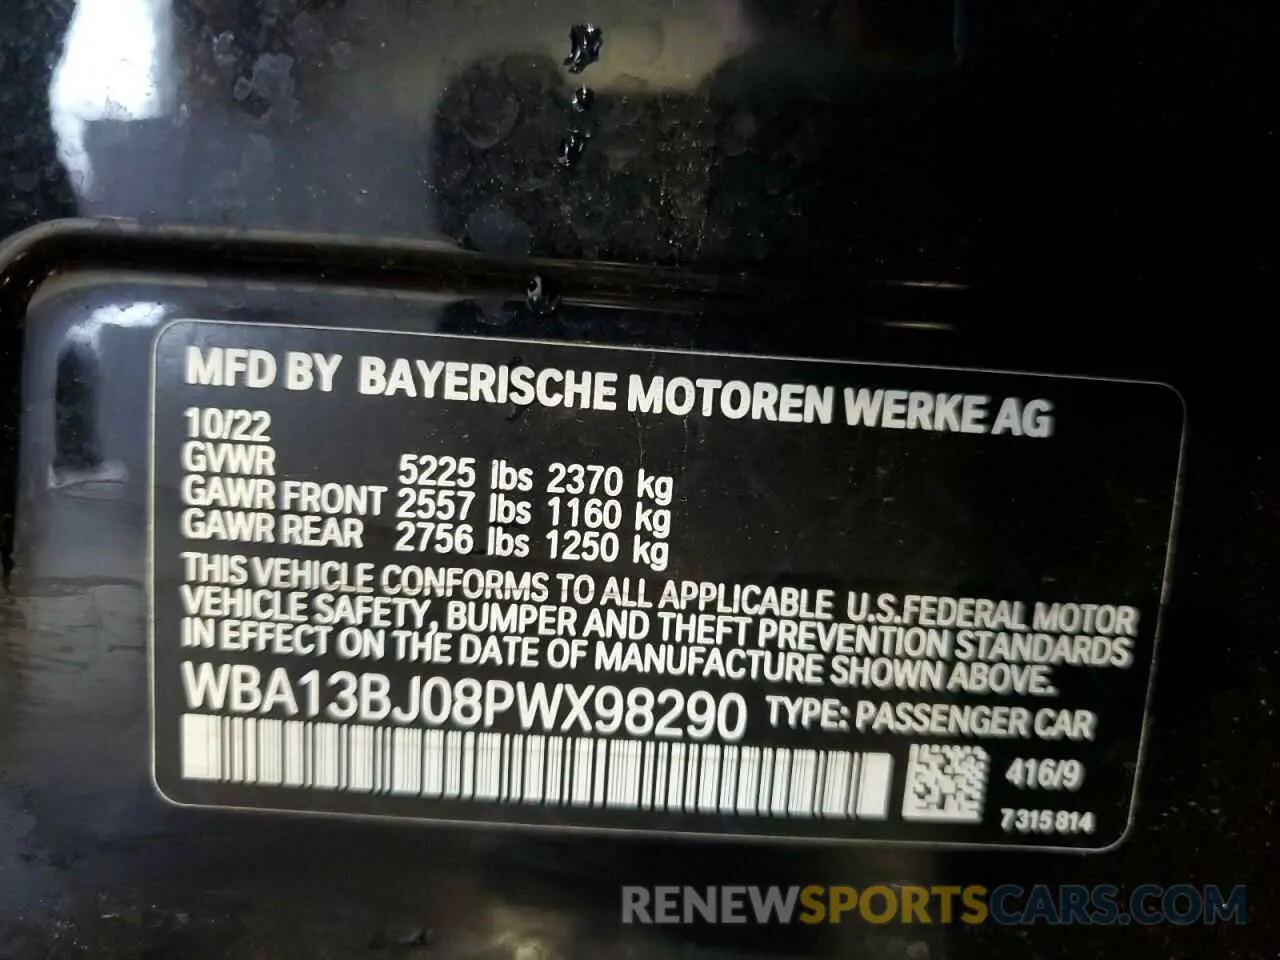 MFD BY BAYERISCHE MOTOREN WERKE AG
10/22
GVWR 5225 lbs 2370 kg
GAWR FRONT 2557 lbs 1160 kg
GAWR REAR 2756 lbs 1250 kg
THIS VEHICLE CONFORMS TO ALL APPLICABLE U.S.FEDERAL MOTOR
VEHICLE SAFETY, BUMPER AND THEFT PREVENTION STANDARDS
IN EFFECT ON THE DATE OF MANUFACTURE SHOWN ABOVE.
WBA13BJ08PWX98290 TYPE: PASSENGER CAR
416/9
7 315 814
RENEWSPORTSCARS.COM